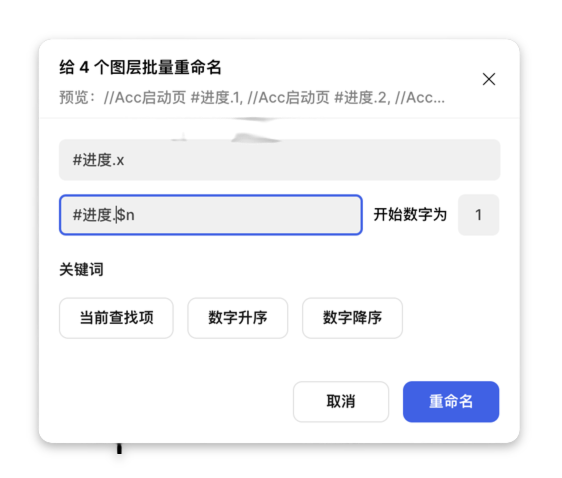 给 4 个图层批量重命名
预览：//Acc启动页 #进度.1, //Acc启动页 #进度.2, //Acc...
#进度.x
#进度.$n 开始数字为 1
关键词
当前查找项 数字升序 数字降序
取消 重命名